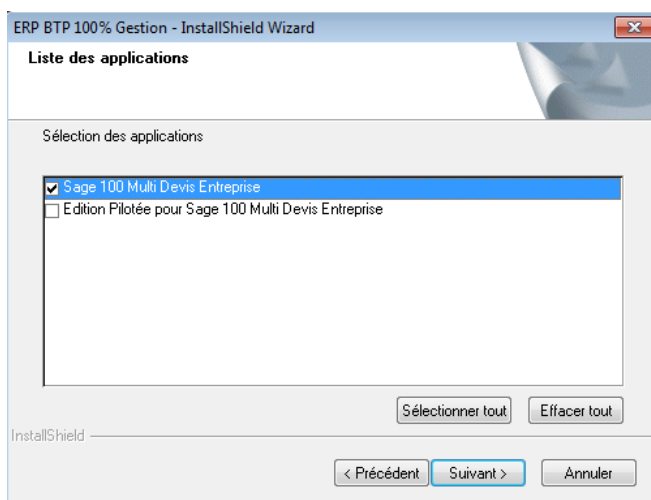 ERP BTP 100% Gestion - InstallShield Wizard
Liste des applications
Sélection des applications
Sage 100 Multi Devis Entreprise
Edition Pilotée pour Sage 100 Multi Devis Entreprise
Sélectionner tout
Effacer tout
InstallShield
< Précédent
Suivant >
Annuler